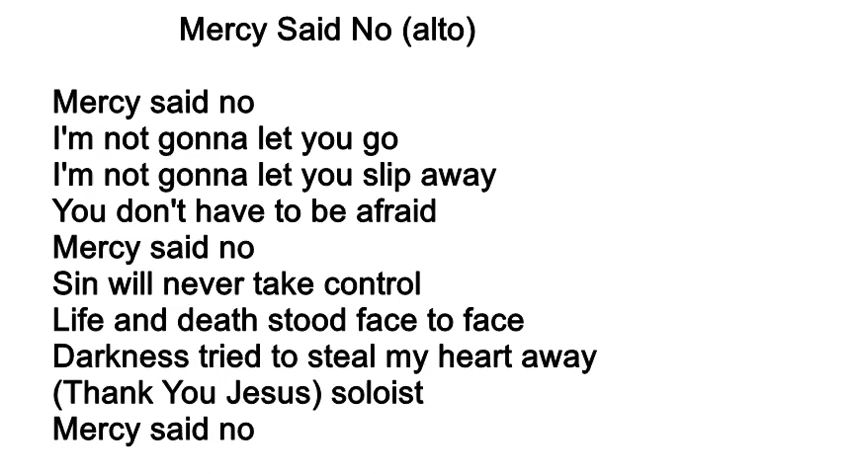 Mercy Said No (alto)
Mercy said no
I'm not gonna let you go
I'm not gonna let you slip away
You don't have to be afraid
Mercy said no
Sin will never take control
Life and death stood face to face
Darkness tried to steal my heart away
(Thank You Jesus) soloist
Mercy said no